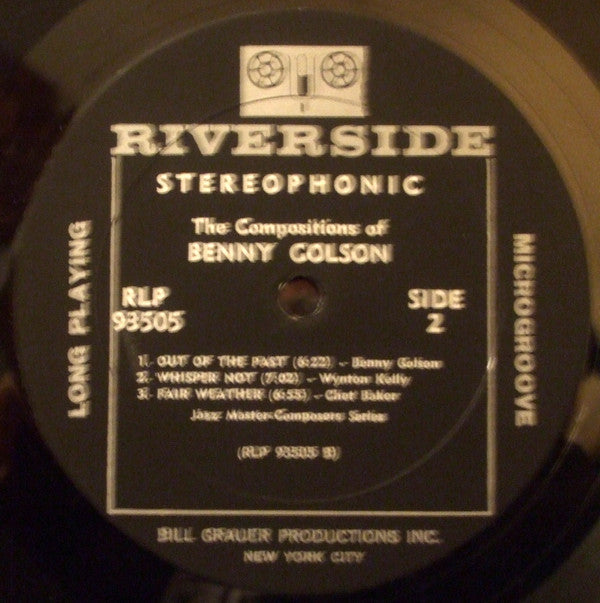 RIVERSIDE
STEREOPHONIC
The Compositions of
BENNY GOLSON
RLP
93505
SIDE
2
LONG PLAYING
MICROGROOVE
1. OUT OF THE PAST (6:22) – Benny Golson
2. WHISPER NOT (7:02) – Wynton Kelly
3. FAIR WEATHER (6:55) – Chet Baker
Jazz Master-Composers Series
(RLP 93505 B)
BILL GRAUER PRODUCTIONS INC.
NEW YORK CITY